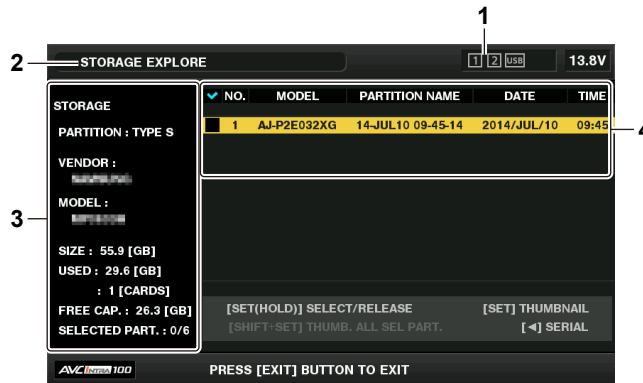 1
2
STORAGE EXPLORE
1 2 USB
13.8V
STORAGE
PARTITION : TYPE S
VENDOR :
MODEL :
SIZE : 55.9 [GB]
USED : 29.6 [GB]
: 1 [CARDS]
FREE CAP. : 26.3 [GB]
SELECTED PART. : 0/6
3
NO. MODEL PARTITION NAME DATE TIME
1 AJ-P2E032XG 14-JUL10 09-45-14 2014/JUL/10 09:45
4
[SET(HOLD)] SELECT/RELEASE [SET] THUMBNAIL
[SHIFT+SET] THUMB. ALL SEL PART. [◄] SERIAL
AVC INTRA 100
PRESS [EXIT] BUTTON TO EXIT